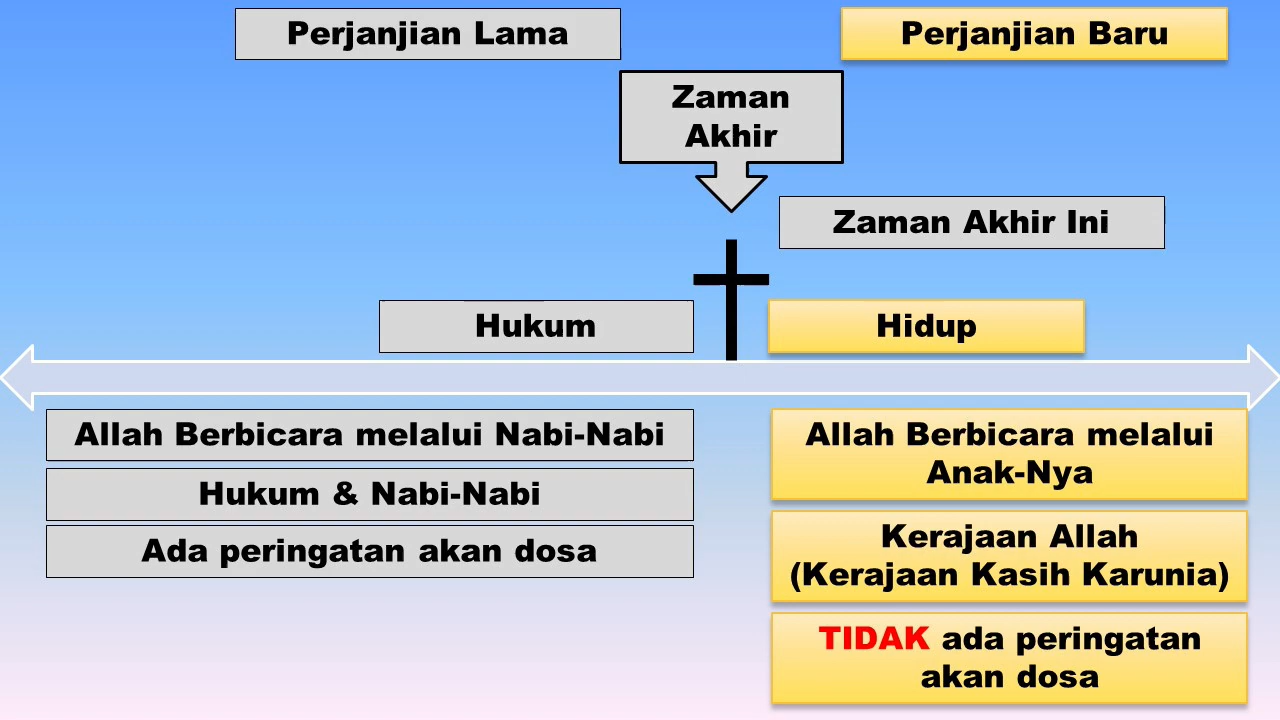 Perjanjian Lama
Perjanjian Baru
Zaman
Akhir
Zaman Akhir Ini
Hukum
Hidup
Allah Berbicara melalui Nabi-Nabi
Hukum & Nabi-Nabi
Ada peringatan akan dosa
Allah Berbicara melalui
Anak-Nya
Kerajaan Allah
(Kerajaan Kasih Karunia)
TIDAK ada peringatan
akan dosa